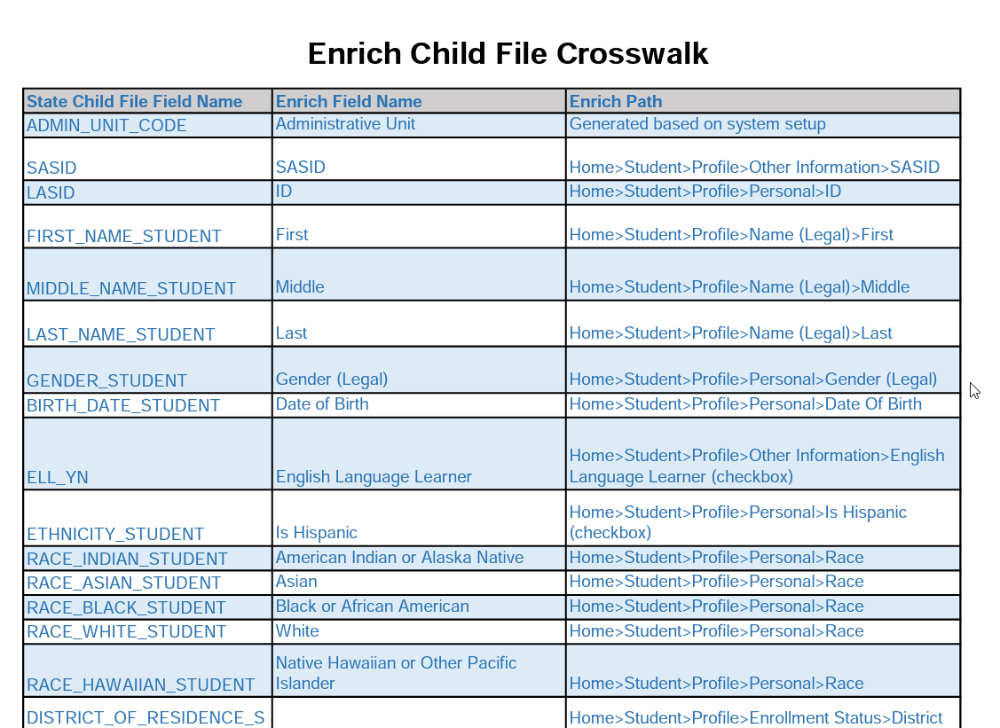 Enrich Child File Crosswalk
State Child File Field Name Enrich Field Name Enrich Path
ADMIN_UNIT_CODE Administrative Unit Generated based on system setup
SASID SASID Home>Student>Profile>Other Information>SASID
LASID ID Home>Student>Profile>Personal>ID
FIRST_NAME_STUDENT First Home>Student>Profile>Name (Legal)>First
MIDDLE_NAME_STUDENT Middle Home>Student>Profile>Name (Legal)>Middle
LAST_NAME_STUDENT Last Home>Student>Profile>Name (Legal)>Last
GENDER_STUDENT Gender (Legal) Home>Student>Profile>Personal>Gender (Legal)
BIRTH_DATE_STUDENT Date of Birth Home>Student>Profile>Personal>Date Of Birth
Home>Student>Profile>Other Information>English
ELL_YN English Language Learner Language Learner (checkbox)
Home>Student>Profile>Personal>Is Hispanic
ETHNICITY_STUDENT Is Hispanic (checkbox)
RACE_INDIAN_STUDENT American Indian or Alaska Native Home>Student>Profile>Personal>Race
RACE_ASIAN_STUDENT Asian Home>Student>Profile>Personal>Race
RACE_BLACK_STUDENT Black or African American Home>Student>Profile>Personal>Race
RACE_WHITE_STUDENT White Home>Student>Profile>Personal>Race
Native Hawaiian or Other Pacific
RACE_HAWAIIAN_STUDENT Islander Home>Student>Profile>Personal>Race
DISTRICT_OF_RESIDENCE_S Home>Student>Profile>Enrollment Status>District